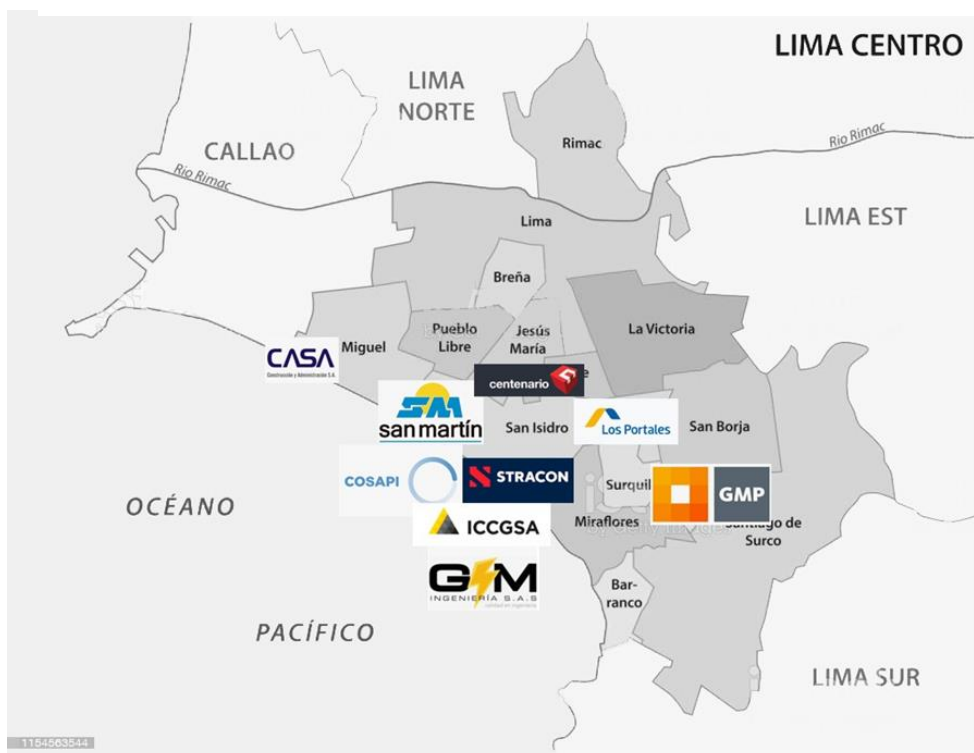 LIMA CENTRO
LIMA
NORTE
CALLAO
Rio Rimac
Rimac
Rio Rimac
LIMA EST
Lima
Breña
Miguel
Pueblo
Libre
Jesús
María
La Victoria
CASA
Construcción y Administración S.A.
centenario
e
SM
san martín
San Isidro
Los Portales
San Borja
COSAPI
STRACON
Surquil
GMP
OCÉANO
ICCGSA
Miraflores
Santiago de
Surco
GM
INGENIERÍA S.A.S
Bar-
ranco
PACÍFICO
LIMA SUR
1154563544